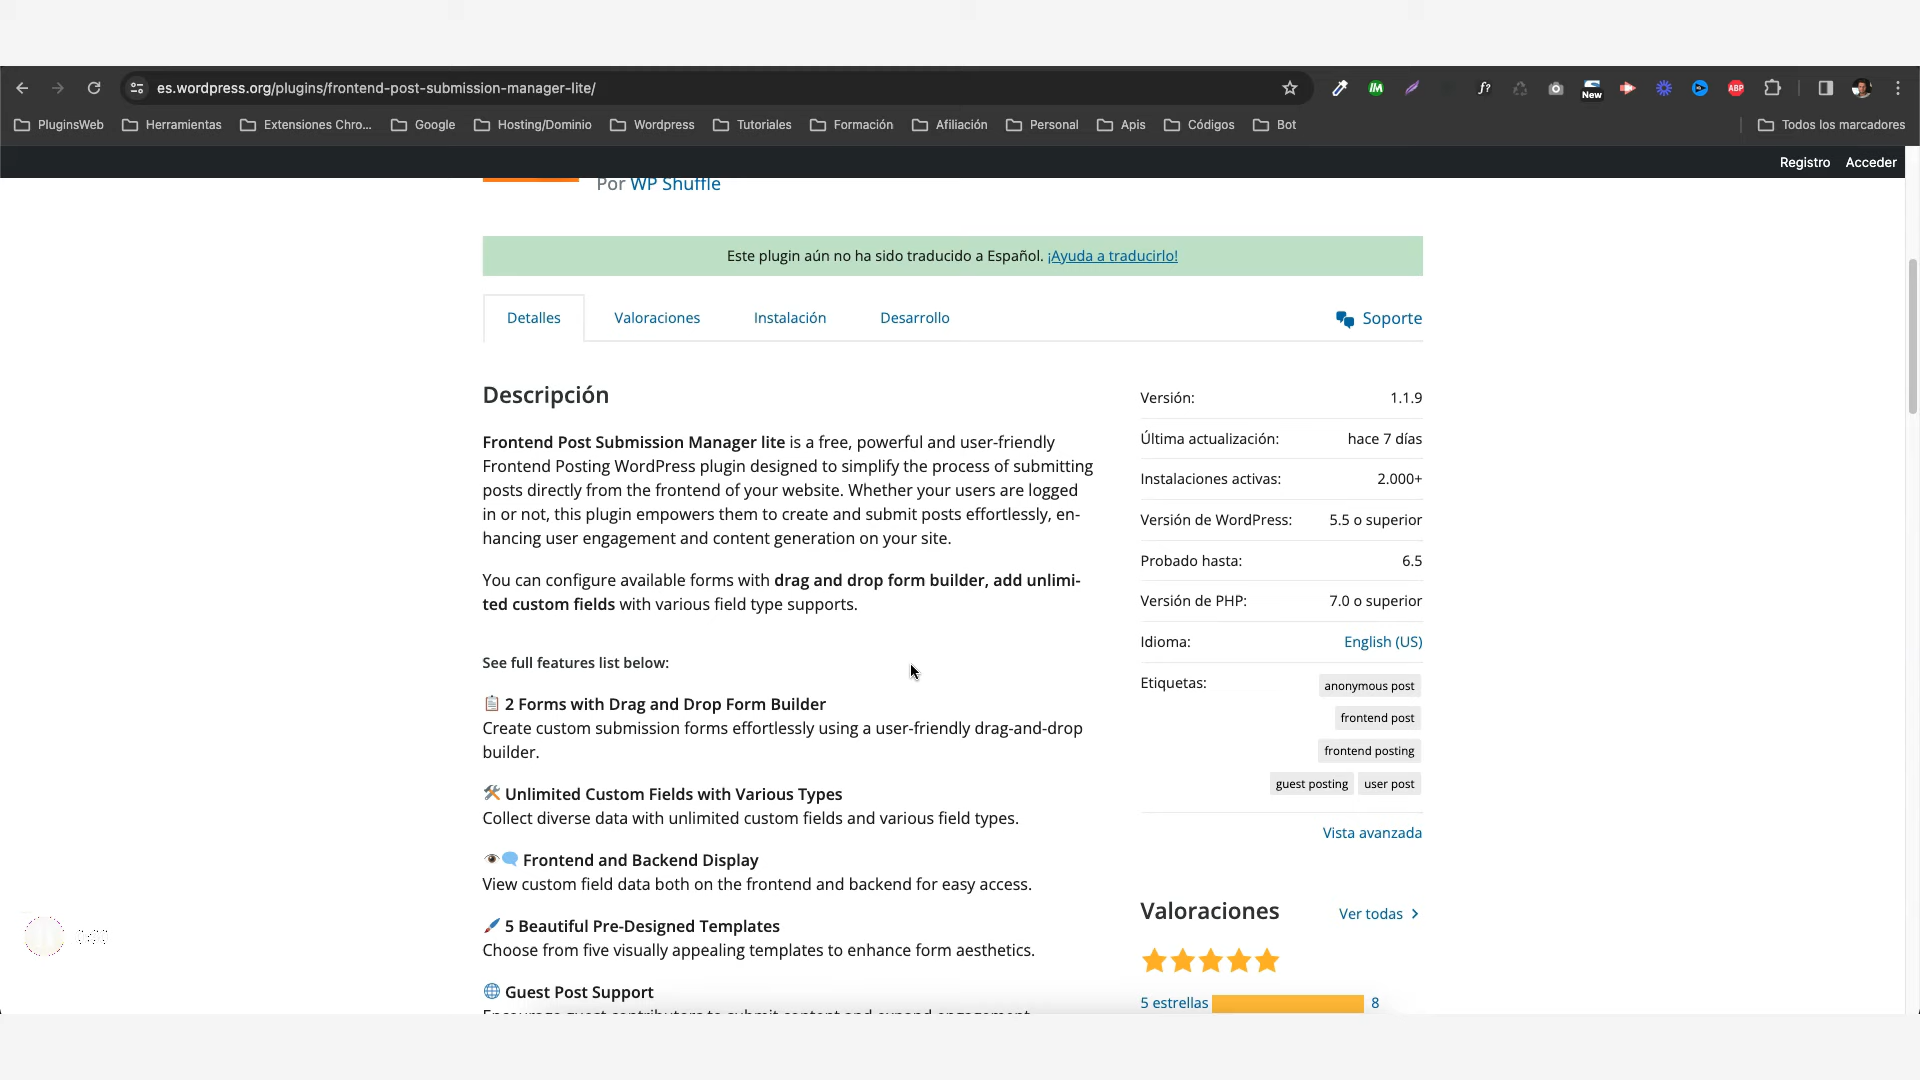 es.wordpress.org/plugins/frontend-post-submission-manager-lite/
New
ABP
PluginsWeb
Herramientas
Extensiones Chro...
Google
Hosting/Dominio
Wordpress
Tutoriales
Formación
Afiliación
Personal
Apis
Códigos
Bot
Todos los marcadores
Registro
Acceder
Por WP Shuffle
Este plugin aún no ha sido traducido a Español. ¡Ayuda a traducirlo!
Detalles
Valoraciones
Instalación
Desarrollo
Soporte
Descripción
Frontend Post Submission Manager lite is a free, powerful and user-friendly
Frontend Posting WordPress plugin designed to simplify the process of submitting
posts directly from the frontend of your website. Whether your users are logged
in or not, this plugin empowers them to create and submit posts effortlessly, en-
hancing user engagement and content generation on your site.
You can configure available forms with drag and drop form builder, add unlimi-
ted custom fields with various field type supports.
See full features list below:
2 Forms with Drag and Drop Form Builder
Create custom submission forms effortlessly using a user-friendly drag-and-drop
builder.
Unlimited Custom Fields with Various Types
Collect diverse data with unlimited custom fields and various field types.
Frontend and Backend Display
View custom field data both on the frontend and backend for easy access.
5 Beautiful Pre-Designed Templates
Choose from five visually appealing templates to enhance form aesthetics.
Guest Post Support
Versión: 1.1.9
Última actualización: hace 7 días
Instalaciones activas: 2.000+
Versión de WordPress: 5.5 o superior
Probado hasta: 6.5
Versión de PHP: 7.0 o superior
Idioma: English (US)
Etiquetas: anonymous post
frontend post
frontend posting
guest posting user post
Vista avanzada
Valoraciones
Ver todas
5 estrellas 8